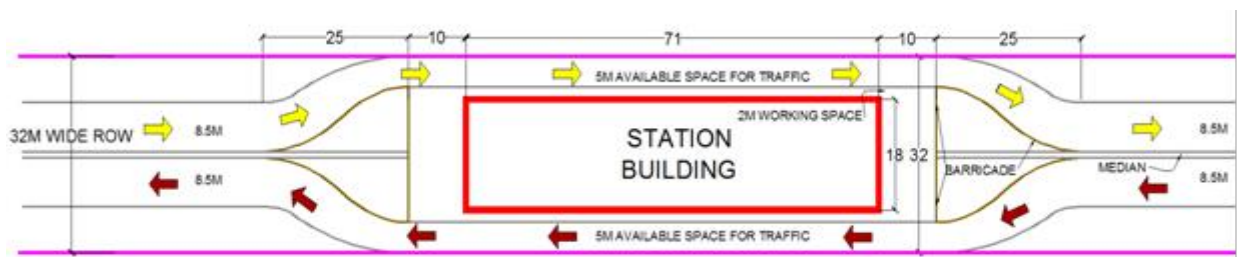 25 10 71 10 25
5M AVAILABLE SPACE FOR TRAFFIC
2M WORKING SPACE
32M WIDE ROW
8.5M
8.5M
STATION
BUILDING
18 32
BARRICADE
MEDIAN
8.5M
8.5M
5M AVAILABLE SPACE FOR TRAFFIC